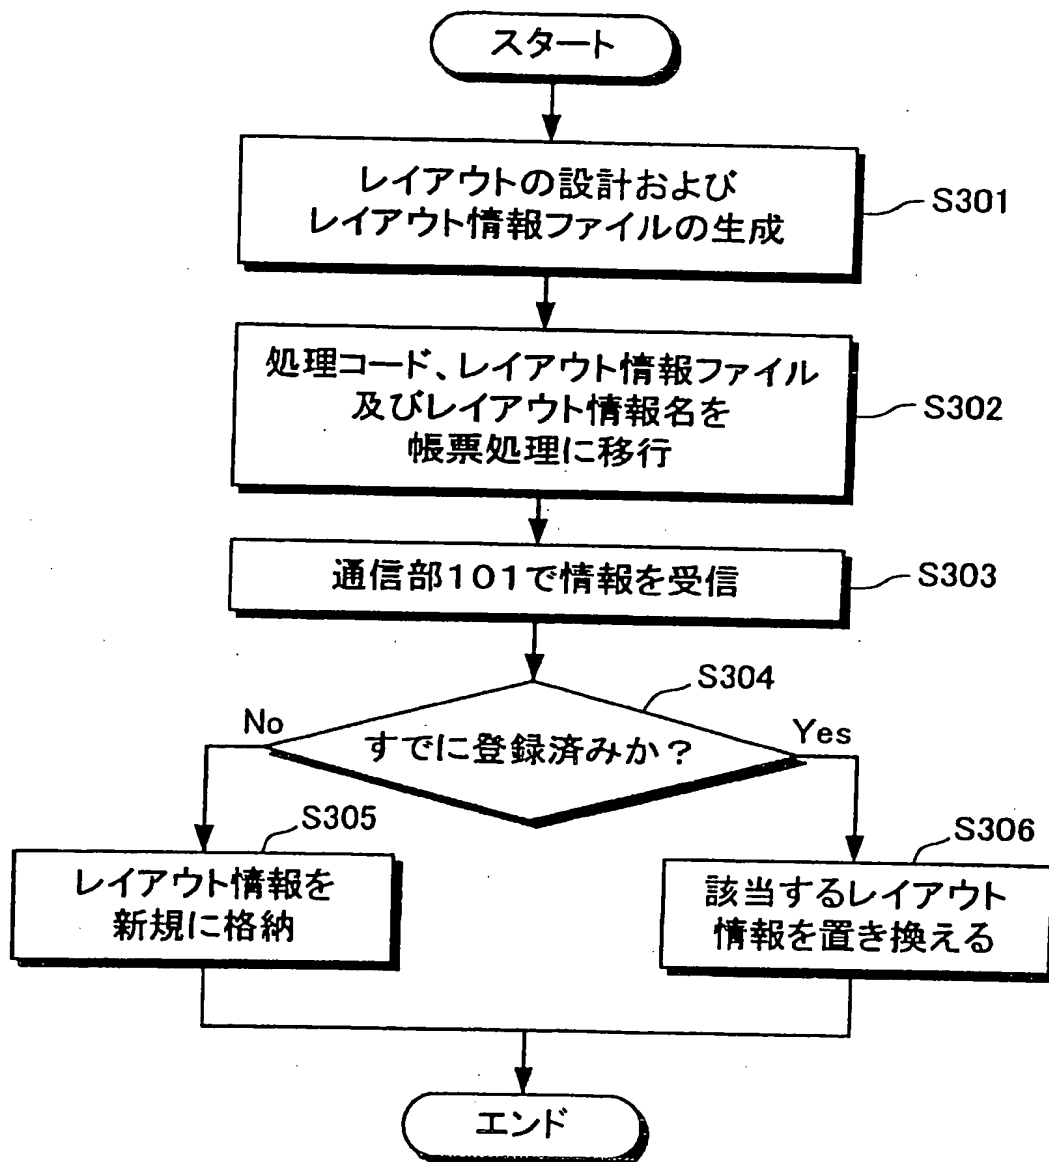 スタート
レイアウトの設計および
レイアウト情報ファイルの生成
S301
処理コード、レイアウト情報ファイル
及びレイアウト情報名を
帳票処理に移行
S302
通信部101で情報を受信
S303
S304
No
すでに登録済みか?
Yes
S305
レイアウト情報を
新規に格納
S306
該当するレイアウト
情報を置き換える
エンド